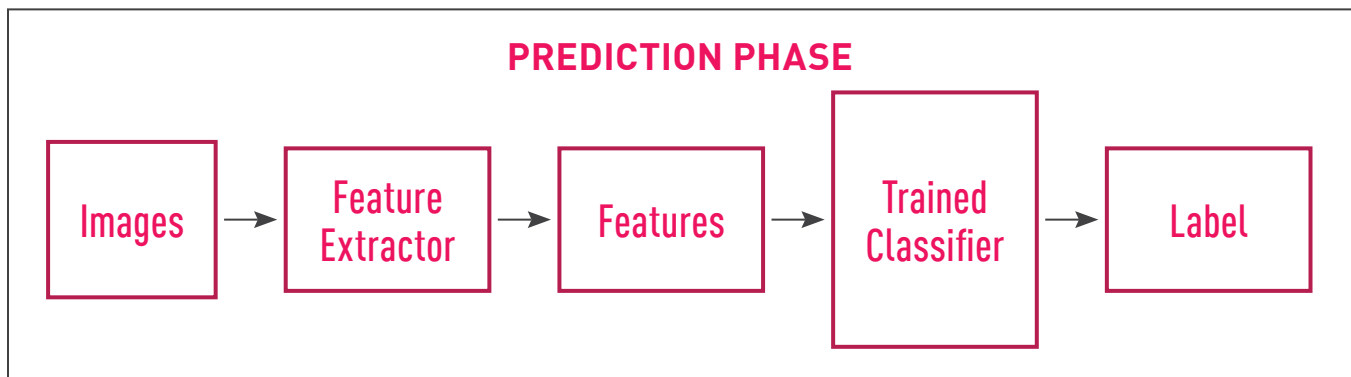 PREDICTION PHASE
Images
Feature
Extractor
Features
Trained
Classifier
Label